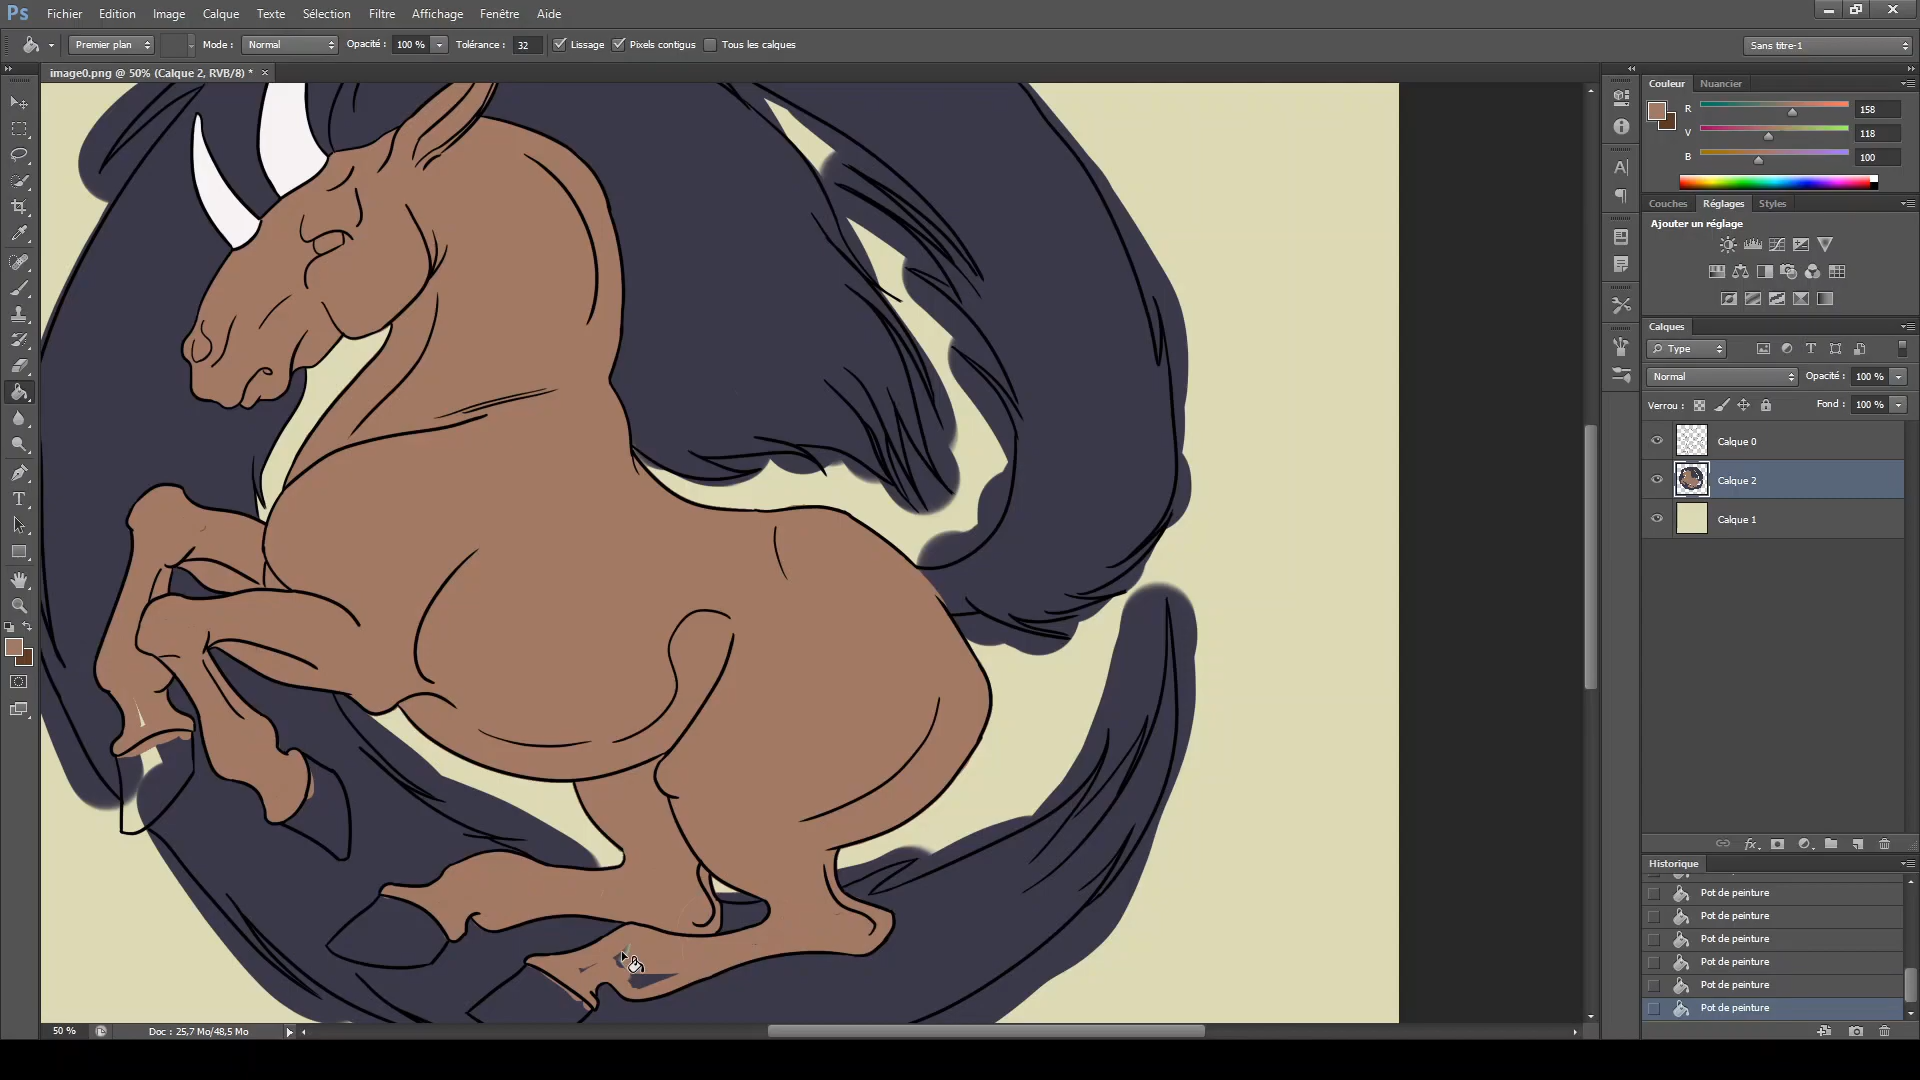 Ps Fichier Edition Image Calque Texte Sélection Filtre Affichage Fenêtre Aide
Premier plan Mode : Normal Opacité : 100 % Tolérance : 32 Lissage Pixels contigus Tous les calques Sans titre-1
image0.png @ 50% (Calque 2, RVB/8) * ×
Couleur Nuancier
R 158
V 118
B 100
Couches Réglages Styles
Ajouter un réglage
Calques
Type
Normal Opacité : 100 %
Verrou : Fond : 100 %
Calque 0
Calque 2
Calque 1
fx
Historique
Pot de peinture
Pot de peinture
Pot de peinture
Pot de peinture
Pot de peinture
Pot de peinture
50 % Doc : 25,7 Mo/48,5 Mo